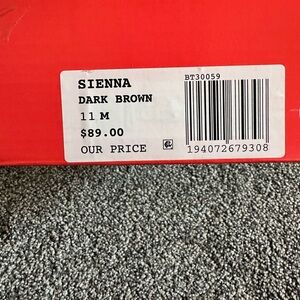 SIENNA
DARK BROWN
11 M
$89.00
OUR PRICE
BT30059
194072679308